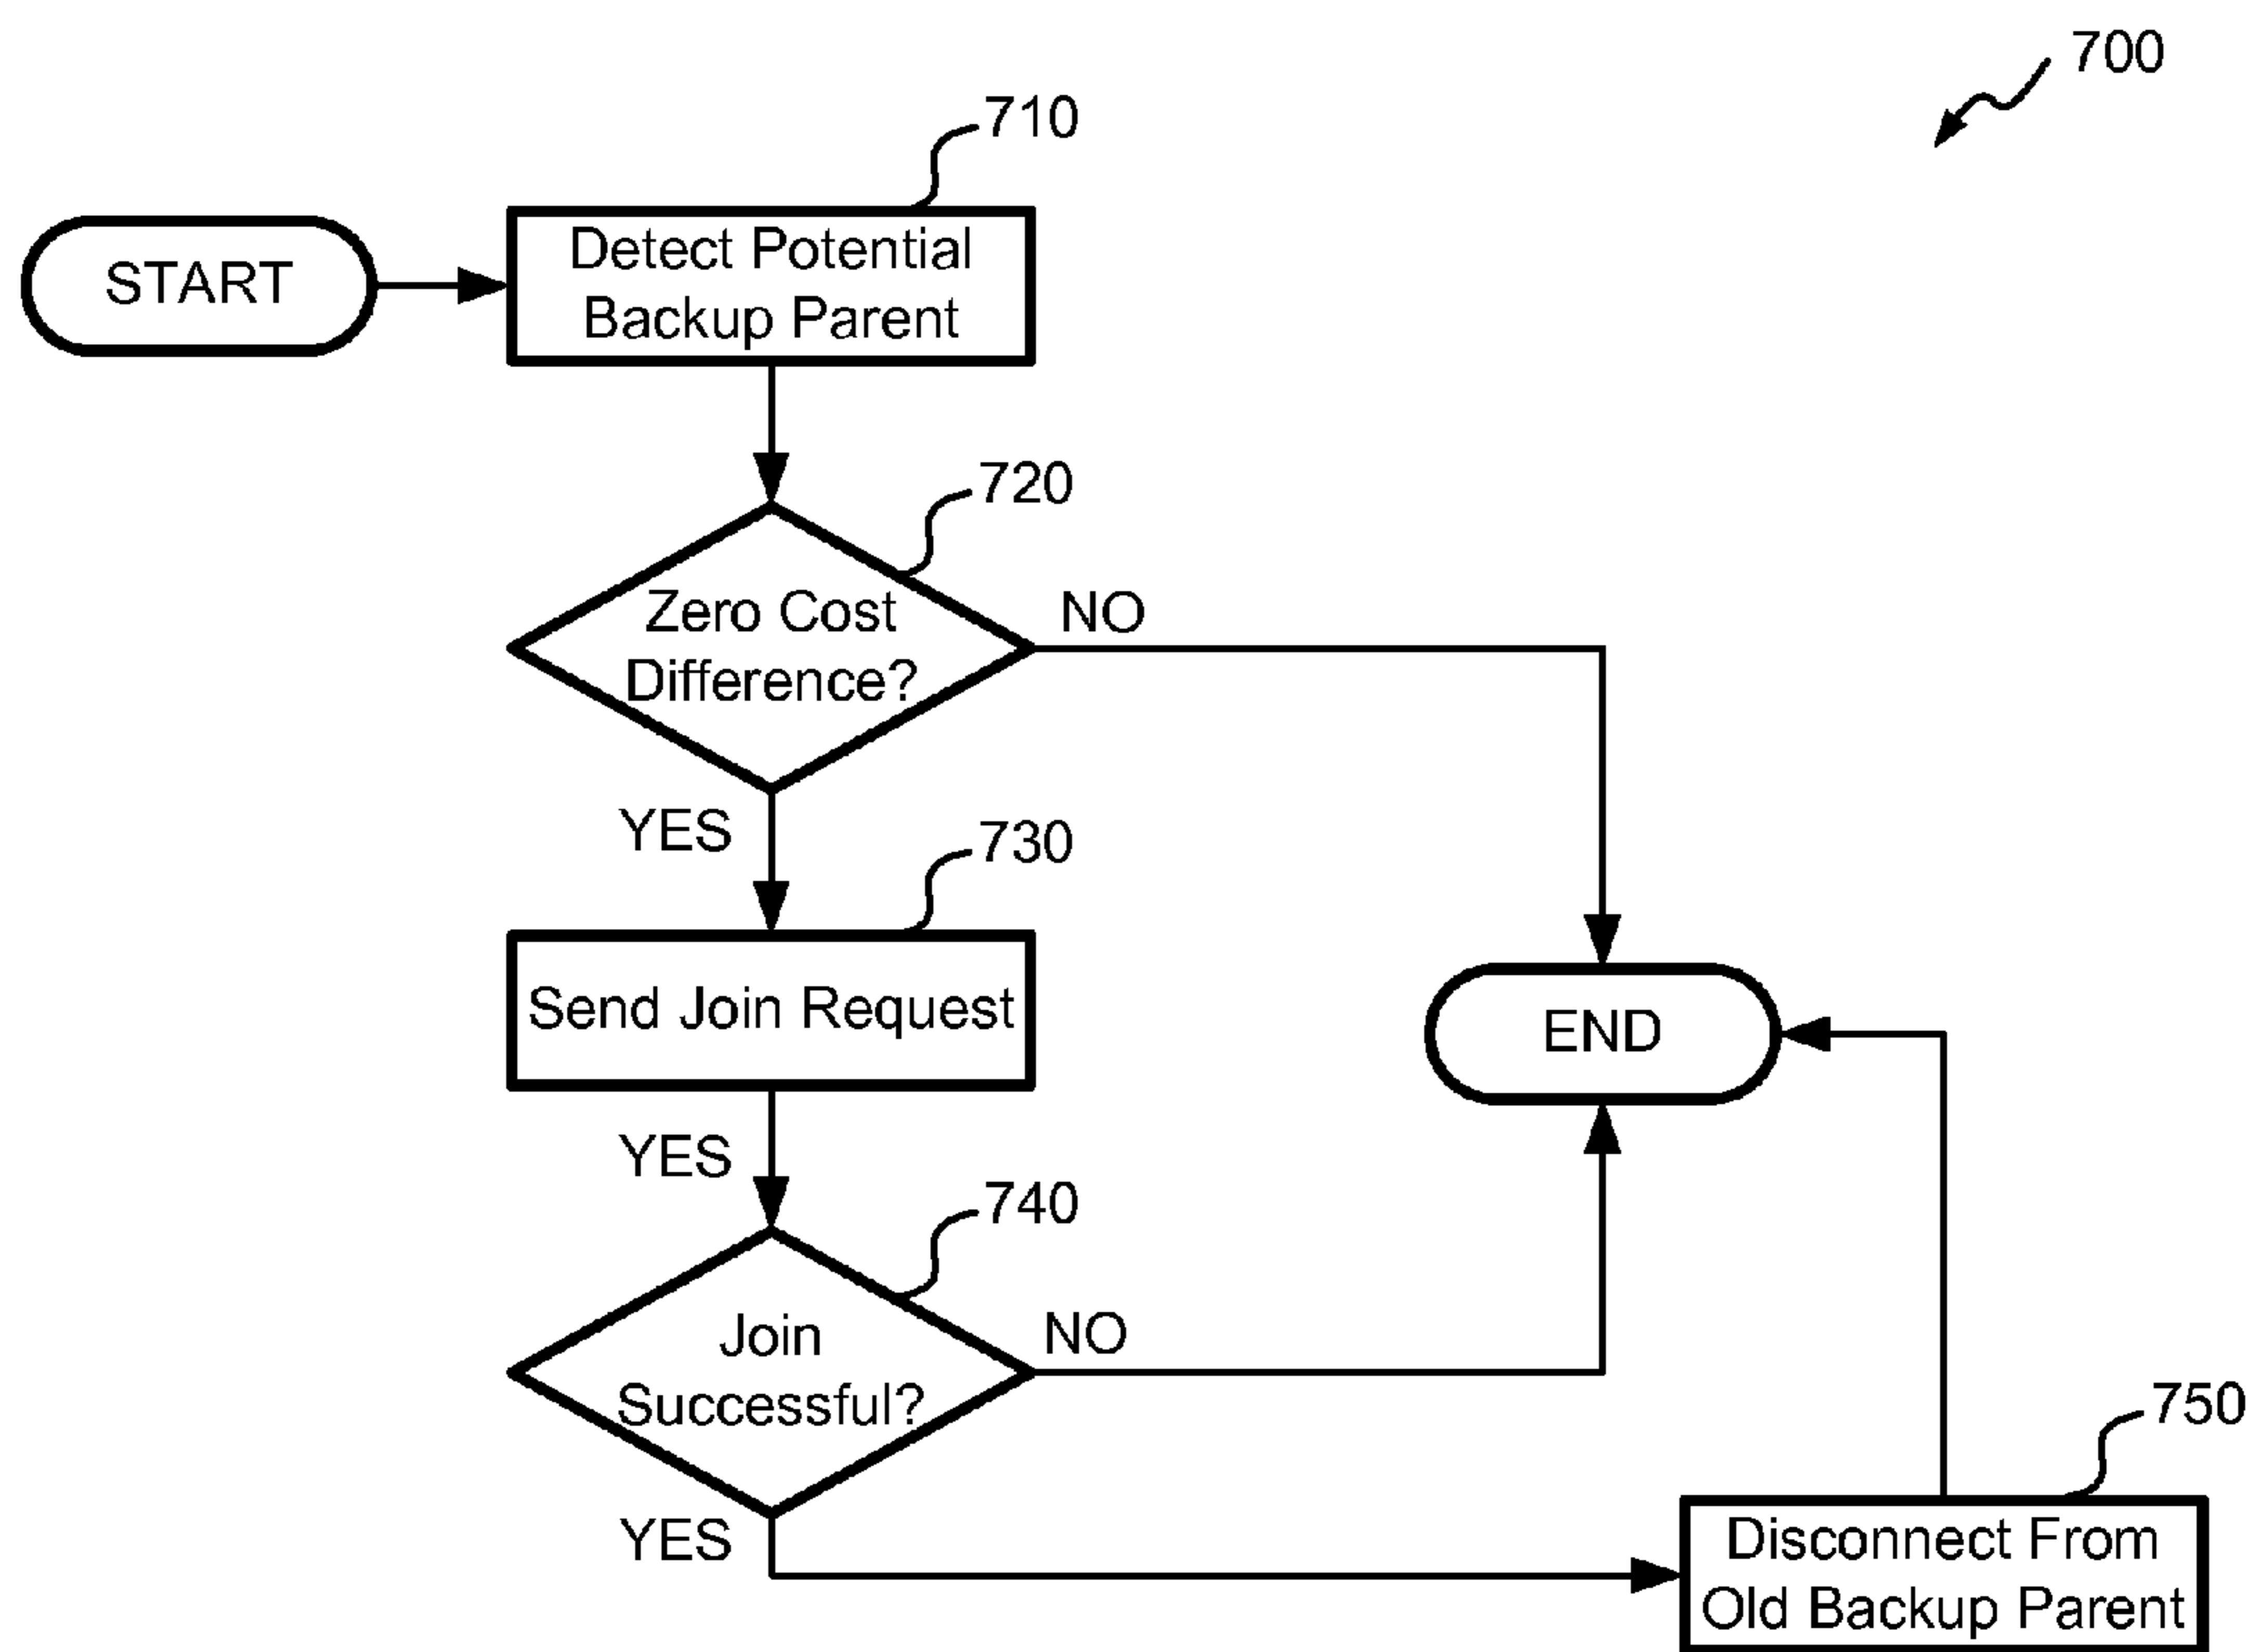 700
710
START
Detect Potential
Backup Parent
720
Zero Cost
Difference?
NO
YES
730
Send Join Request
END
YES
740
Join
Successful?
NO
750
YES
Disconnect From
Old Backup Parent